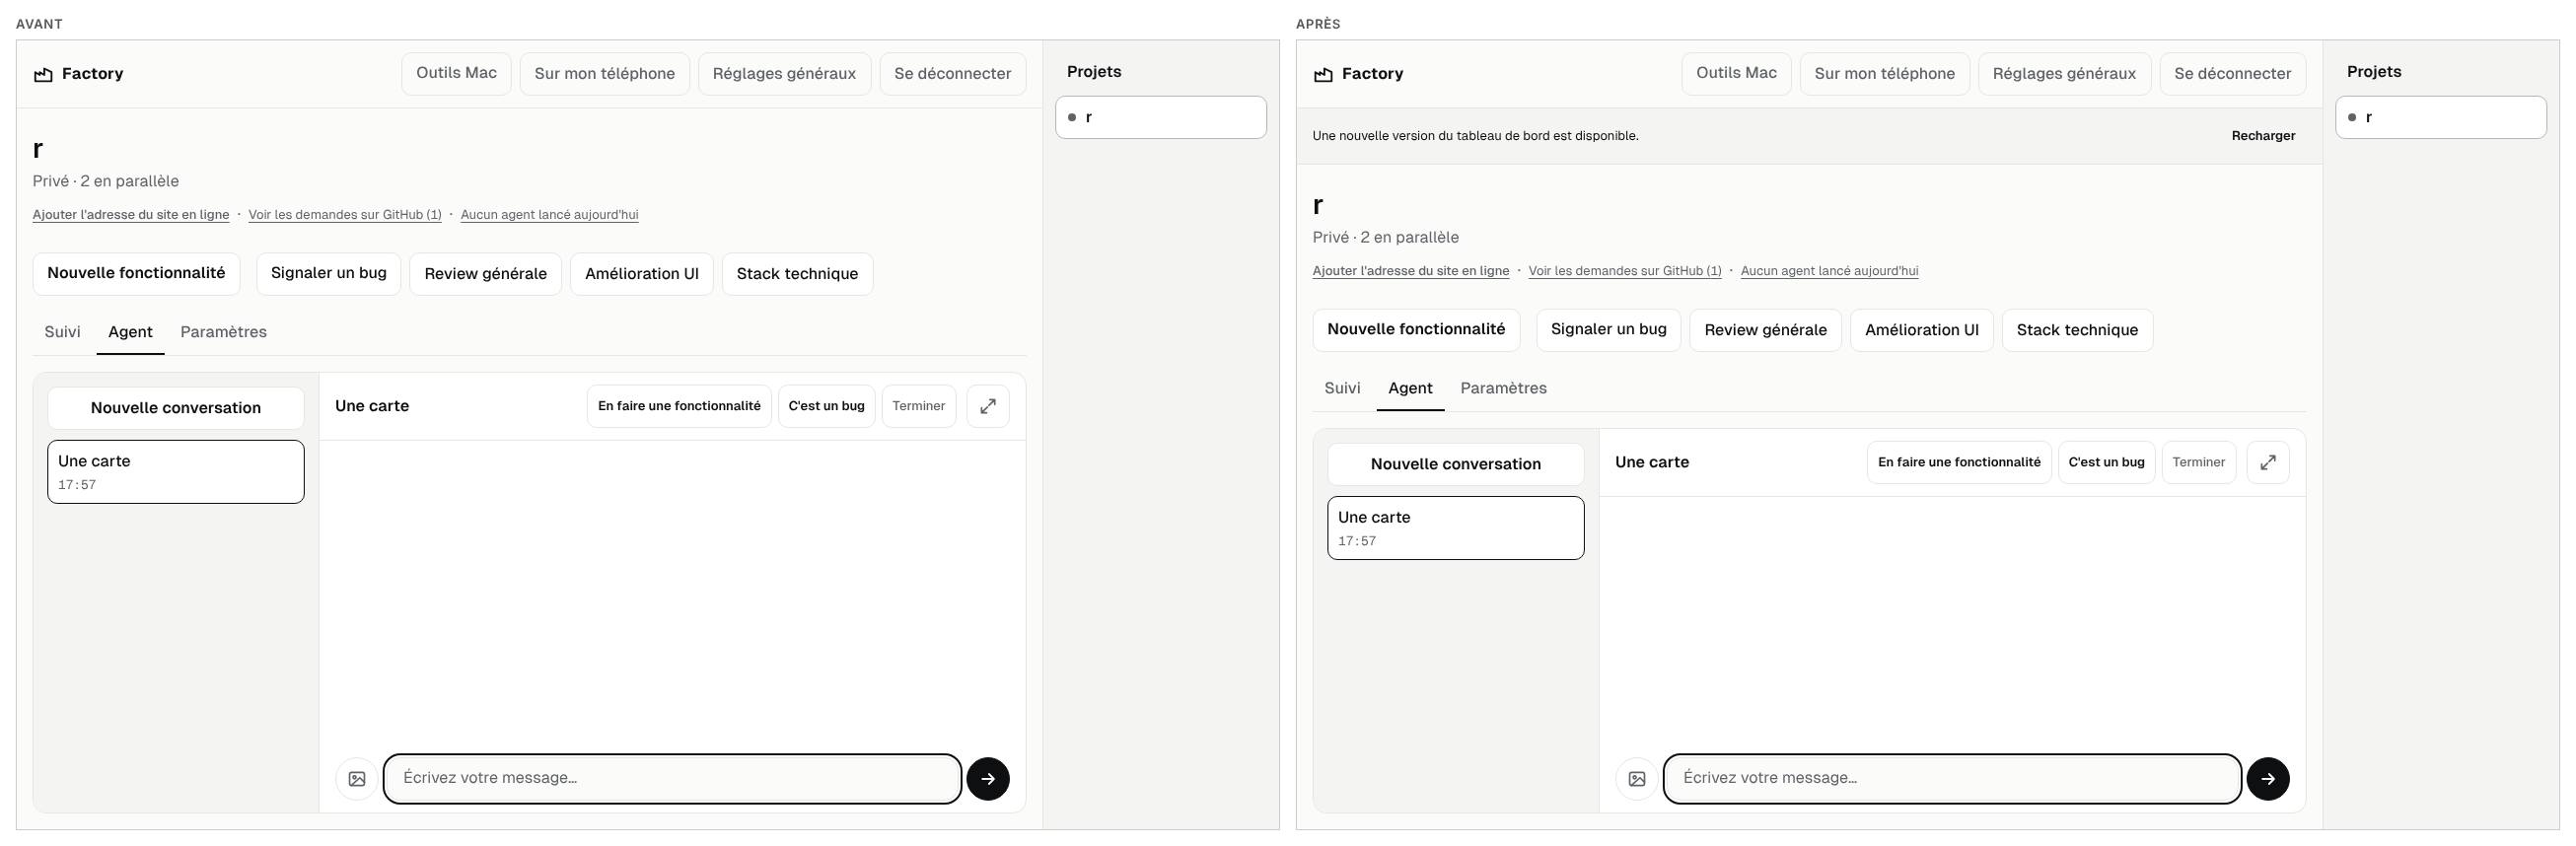 AVANT
Factory
Outils Mac
Sur mon téléphone
Réglages généraux
Se déconnecter
Projets
r
r
Privé · 2 en parallèle
Ajouter l'adresse du site en ligne · Voir les demandes sur GitHub (1) · Aucun agent lancé aujourd'hui
Nouvelle fonctionnalité
Signaler un bug
Review générale
Amélioration UI
Stack technique
Suivi
Agent
Paramètres
Nouvelle conversation
Une carte
17:57
Une carte
En faire une fonctionnalité
C'est un bug
Terminer
Écrivez votre message…
APRÈS
Factory
Outils Mac
Sur mon téléphone
Réglages généraux
Se déconnecter
Projets
r
Une nouvelle version du tableau de bord est disponible.
Recharger
r
Privé · 2 en parallèle
Ajouter l'adresse du site en ligne · Voir les demandes sur GitHub (1) · Aucun agent lancé aujourd'hui
Nouvelle fonctionnalité
Signaler un bug
Review générale
Amélioration UI
Stack technique
Suivi
Agent
Paramètres
Nouvelle conversation
Une carte
17:57
Une carte
En faire une fonctionnalité
C'est un bug
Terminer
Écrivez votre message…